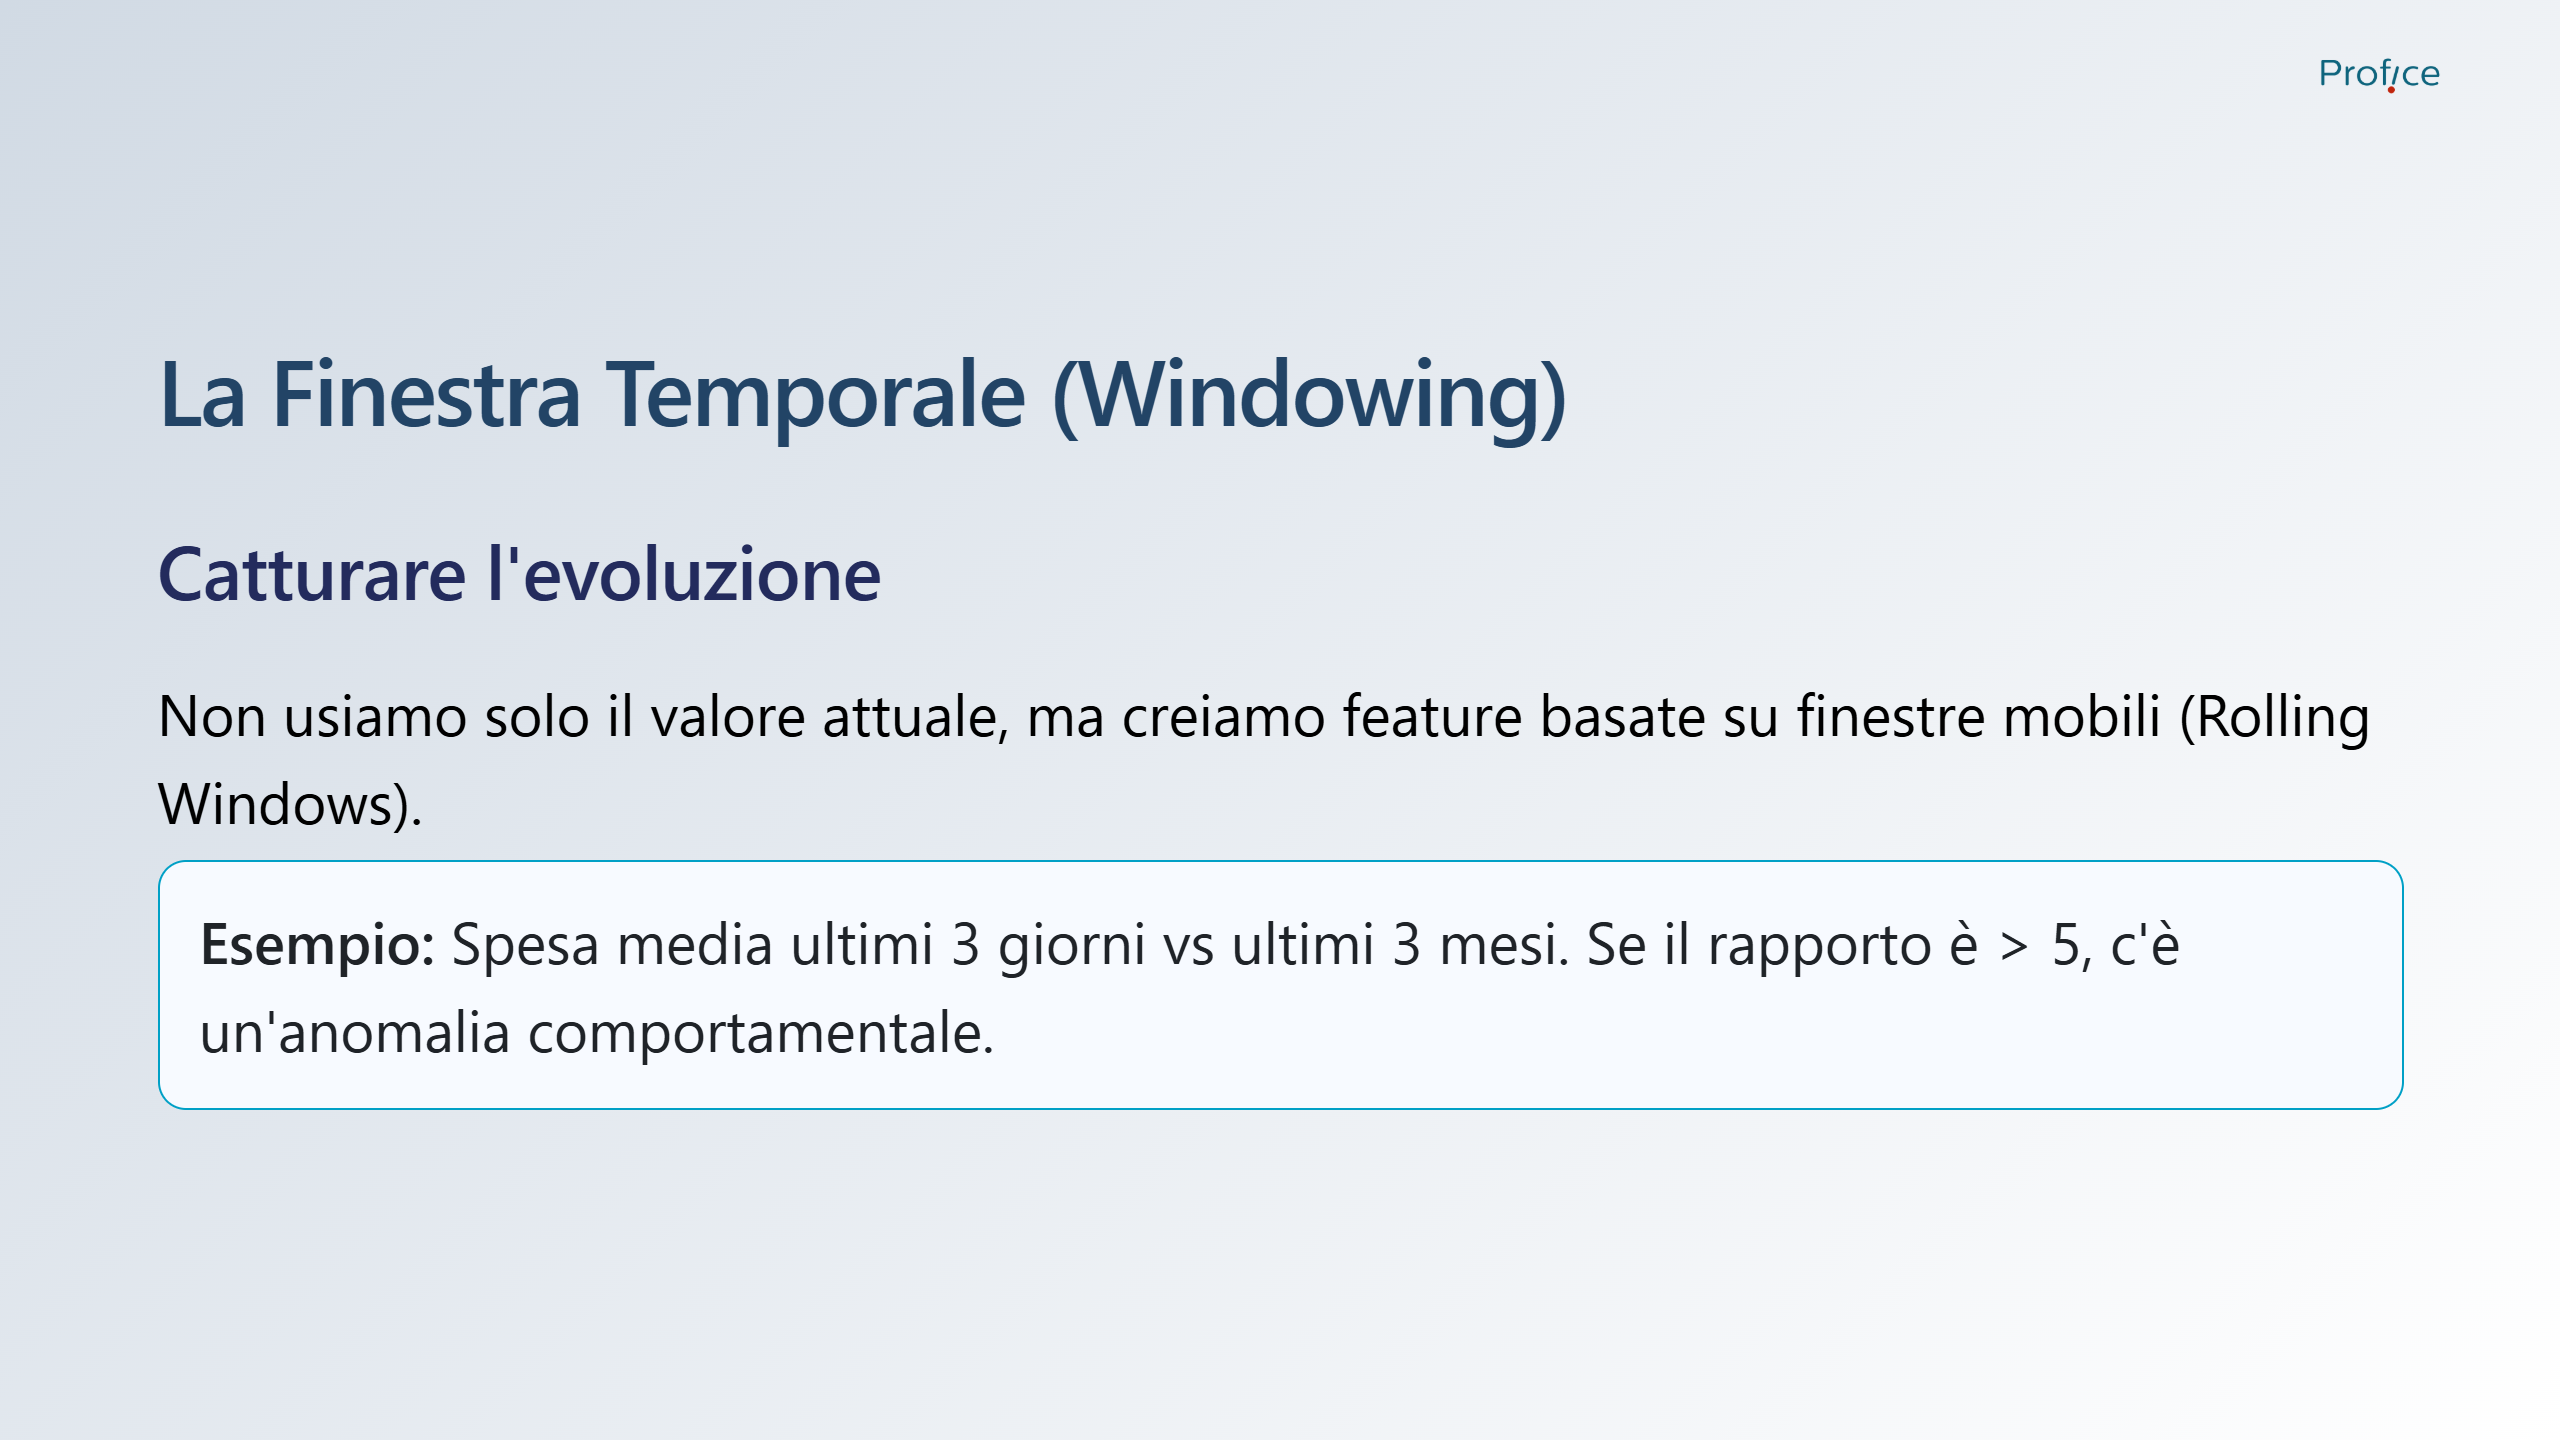 Profice
La Finestra Temporale (Windowing)
Catturare l'evoluzione
Non usiamo solo il valore attuale, ma creiamo feature basate su finestre mobili (Rolling
Windows).
Esempio: Spesa media ultimi 3 giorni vs ultimi 3 mesi. Se il rapporto è > 5, c'è
un'anomalia comportamentale.